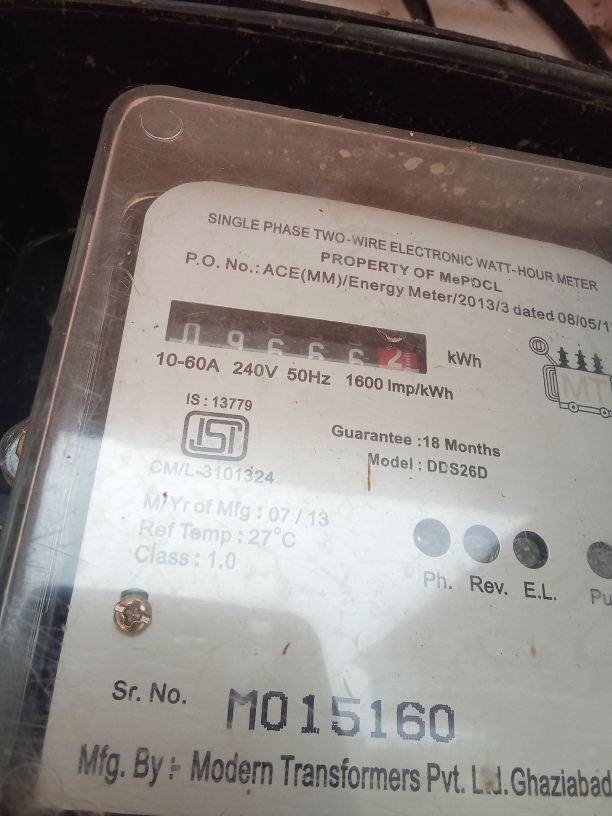 SINGLE PHASE TWO-WIRE ELECTRONIC WATT-HOUR METER
PROPERTY OF MePDCL
P.O. No.: ACE(MM)/Energy Meter/2013/3 dated 08/05/1
096662 kWh
10-60A 240V 50Hz 1600 Imp/kWh
IS : 13779
ISI
CM/L-3101324
Guarantee :18 Months
Model : DDS26D
MT
M/Yr of Mfg : 07 / 13
Ref Temp : 27°C
Class : 1.0
Ph. Rev. E.L. Pu
Sr. No. M015160
Mfg. By :- Modern Transformers Pvt. L.d. Ghaziabad